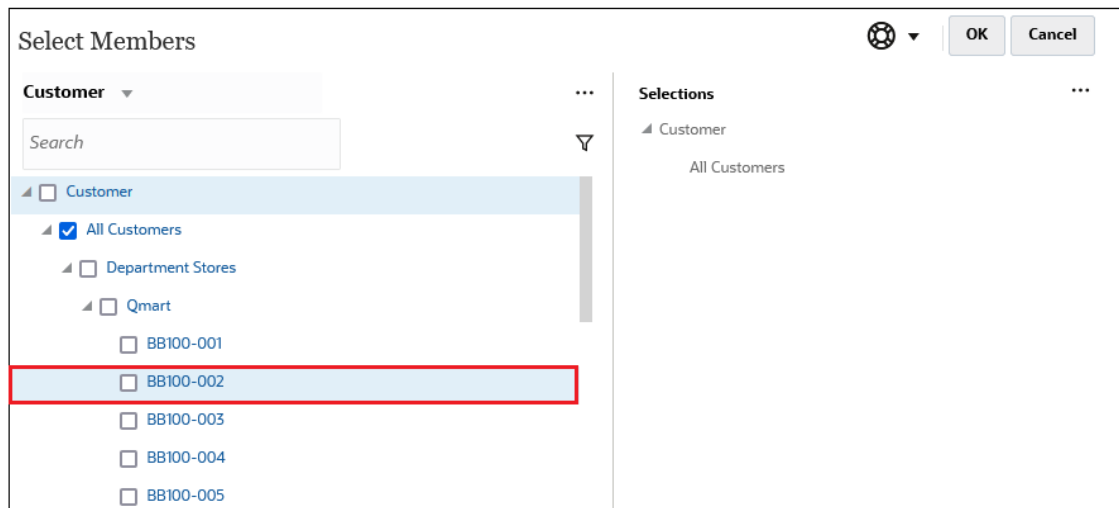 Select Members
OK
Cancel
Customer
Search
Customer
All Customers
Department Stores
Qmart
BB100-001
BB100-002
BB100-003
BB100-004
BB100-005
Selections
Customer
All Customers